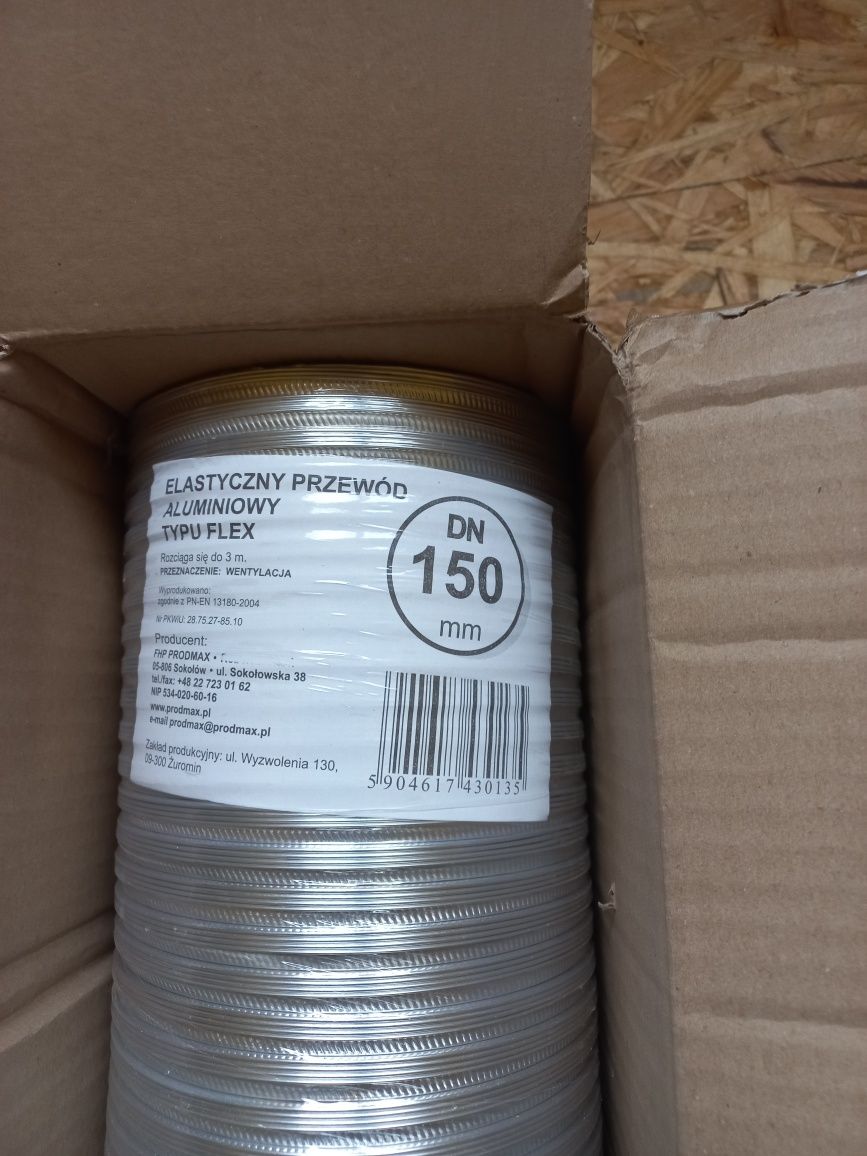 ELASTYCZNY PRZEWÓD
ALUMINIOWY
TYPU FLEX
Rozciąga się do 3 m.
PRZEZNACZENIE: WENTYLACJA
Wyprodukowano:
zgodnie z PN-EN 13180-2004
Nr PKWiU: 28.75.27-85.10
Producent:
FHP PRODMAX •
05-806 Sokołów • ul. Sokołowska 38
tel./fax: +48 22 723 01 62
NIP 534-020-60-16
www.prodmax.pl
e-mail prodmax@prodmax.pl
Zakład produkcyjny: ul. Wyzwolenia 130,
09-300 Żuromin
DN
150
mm
5 904617 430135